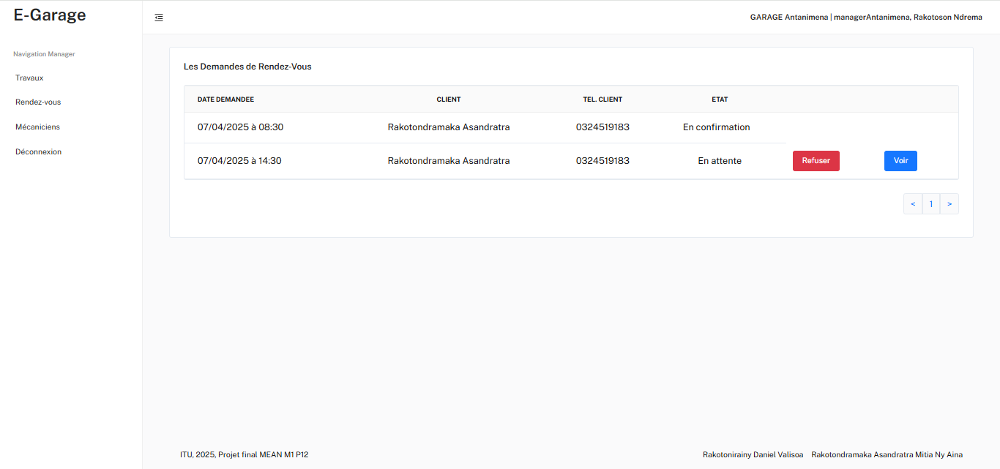 E-Garage
GARAGE Antanimena | managerAntanimena, Rakotoson Ndrema
Navigation Manager
Travaux
Rendez-vous
Mécaniciens
Déconnexion
Les Demandes de Rendez-Vous
DATE DEMANDEE CLIENT TEL. CLIENT ETAT
07/04/2025 à 08:30 Rakotondramaka Asandratra 0324519183 En confirmation
07/04/2025 à 14:30 Rakotondramaka Asandratra 0324519183 En attente Refuser Voir
< 1 >
ITU, 2025, Projet final MEAN M1 P12 Rakotonirainy Daniel Valisoa Rakotondramaka Asandratra Mitia Ny Aina